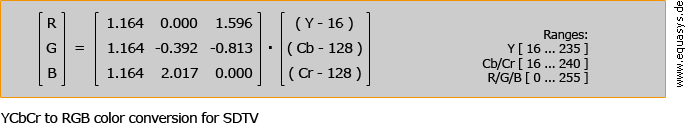 R 1.164 0.000 1.596 ( Y - 16 )
G = 1.164 -0.392 -0.813 · ( Cb - 128 )
B 1.164 2.017 0.000 ( Cr - 128 )
Ranges:
Y [ 16 ... 235 ]
Cb/Cr [ 16 ... 240 ]
R/G/B [ 0 ... 255 ]
www.equasys.de
YCbCr to RGB color conversion for SDTV